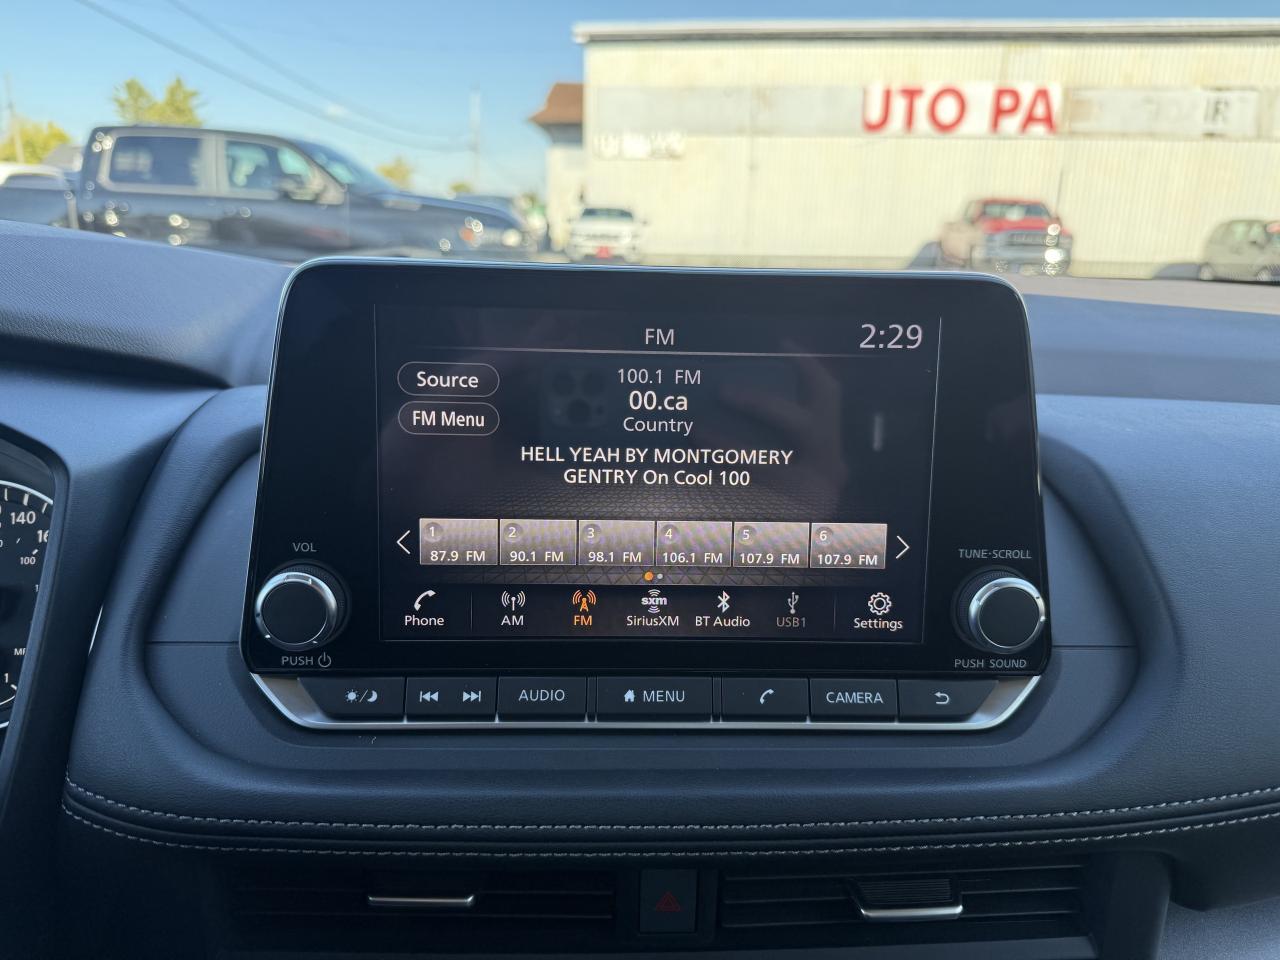 UTO PA IR
FM
2:29
Source
100.1 FM
00.ca
FM Menu
Country
HELL YEAH BY MONTGOMERY
GENTRY On Cool 100
1 2 3 4 5 6
87.9 FM 90.1 FM 98.1 FM 106.1 FM 107.9 FM 107.9 FM
Phone AM FM sxm SiriusXM BT Audio USB1 Settings
VOL
TUNE·SCROLL
PUSH
PUSH SOUND
AUDIO MENU CAMERA
140
100